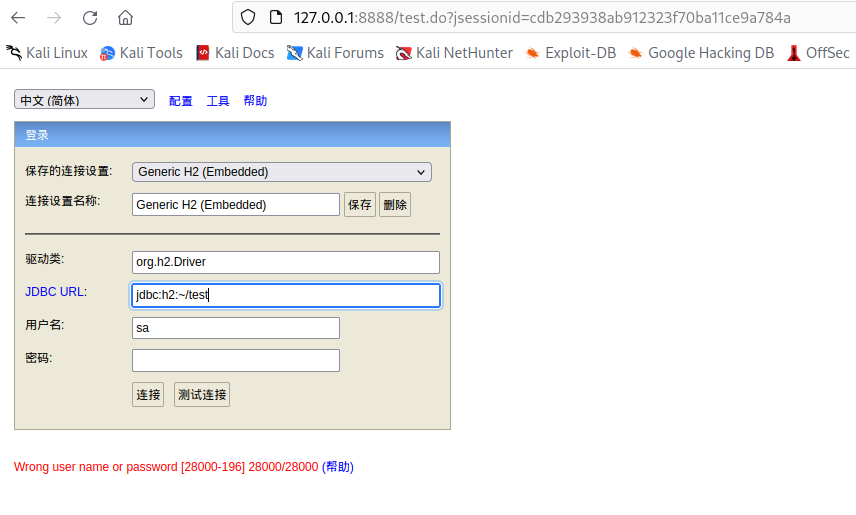 127.0.0.1:8888/test.do?jsessionid=cdb293938ab912323f70ba11ce9a784a
Kali Linux Kali Tools Kali Docs Kali Forums Kali NetHunter Exploit-DB Google Hacking DB OffSec
中文 (简体) 配置 工具 帮助
登录
保存的连接设置: Generic H2 (Embedded)
连接设置名称: Generic H2 (Embedded) 保存 删除
驱动类: org.h2.Driver
JDBC URL: jdbc:h2:~/test
用户名: sa
密码:
连接 测试连接
Wrong user name or password [28000-196] 28000/28000 (帮助)